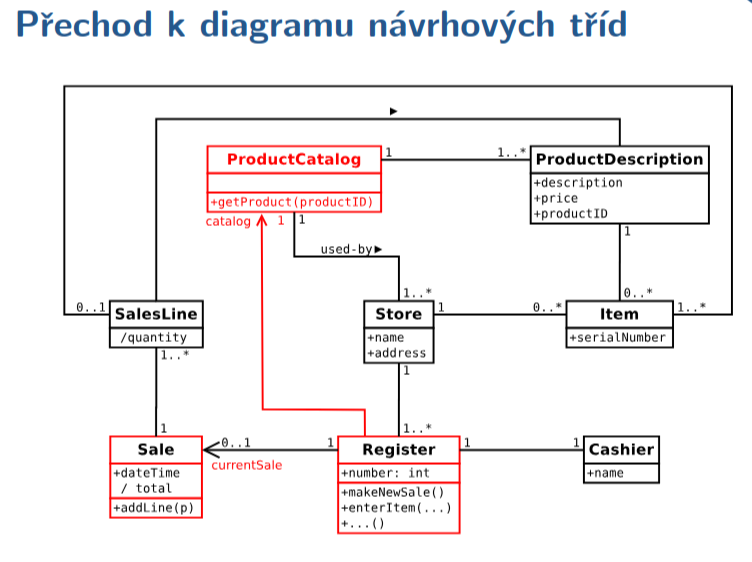 Přechod k diagramu návrhových tříd
ProductCatalog
+getProduct(productID)
catalog 1 1
1 1..*
ProductDescription
+description
+price
+productID
1
used-by
0..1
SalesLine
/quantity
1..*
1..*
Store
+name
+address
1
1
0..*
0..*
Item
+serialNumber
1..*
1
Sale
+dateTime
/ total
+addLine(p)
0..1
currentSale
1
1..*
Register
+number: int
+makeNewSale()
+enterItem(...)
+...()
1
1
Cashier
+name